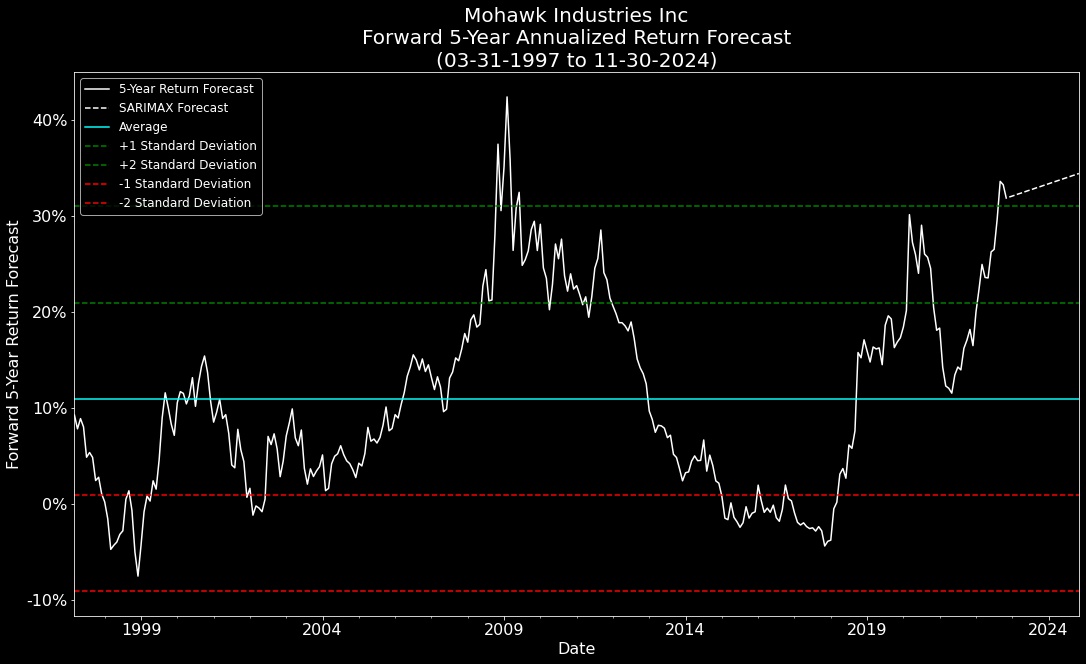 Mohawk Industries Inc
Forward 5-Year Annualized Return Forecast
(03-31-1997 to 11-30-2024)
5-Year Return Forecast
SARIMAX Forecast
Average
+1 Standard Deviation
+2 Standard Deviation
-1 Standard Deviation
-2 Standard Deviation
Forward 5-Year Return Forecast
40%
30%
20%
10%
0%
-10%
1999
2004
2009
2014
2019
2024
Date